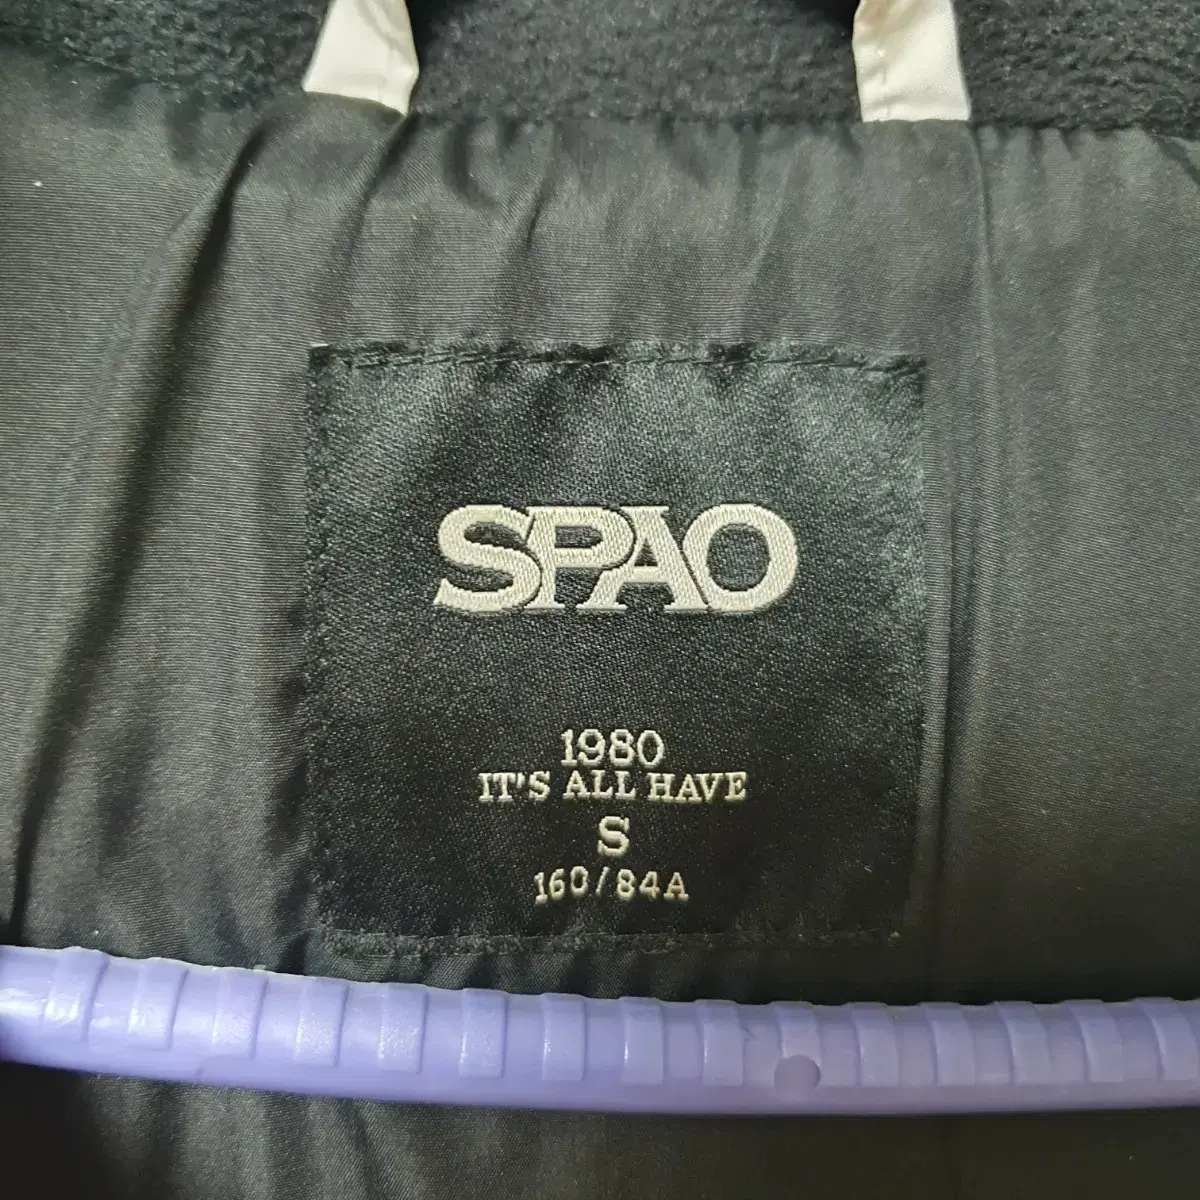 SPAO
1980
IT'S ALL HAVE
S
160/84A